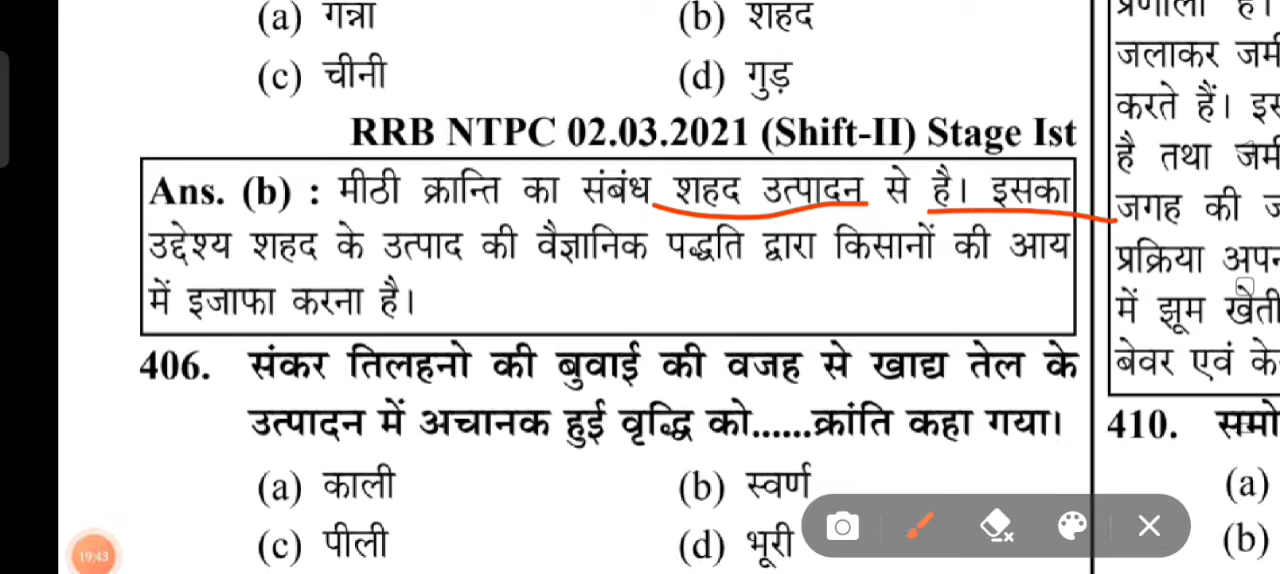 (a) गन्ना (b) शहद
(c) चीनी (d) गुड़
RRB NTPC 02.03.2021 (Shift-II) Stage Ist
Ans. (b) : मीठी क्रान्ति का संबंध शहद उत्पादन से है। इसका
उद्देश्य शहद के उत्पाद की वैज्ञानिक पद्धति द्वारा किसानों की आय
में इजाफा करना है।
406. संकर तिलहनो की बुवाई की वजह से खाद्य तेल के
उत्पादन में अचानक हुई वृद्धि को......क्रांति कहा गया।
(a) काली (b) स्वर्ण
(c) पीली (d) भूरी
19:43
जलाकर
करते हैं।
है तथा
जगह की
प्रक्रिया
में झूम खेती
बेवर एवं
410.
(a)
(b)